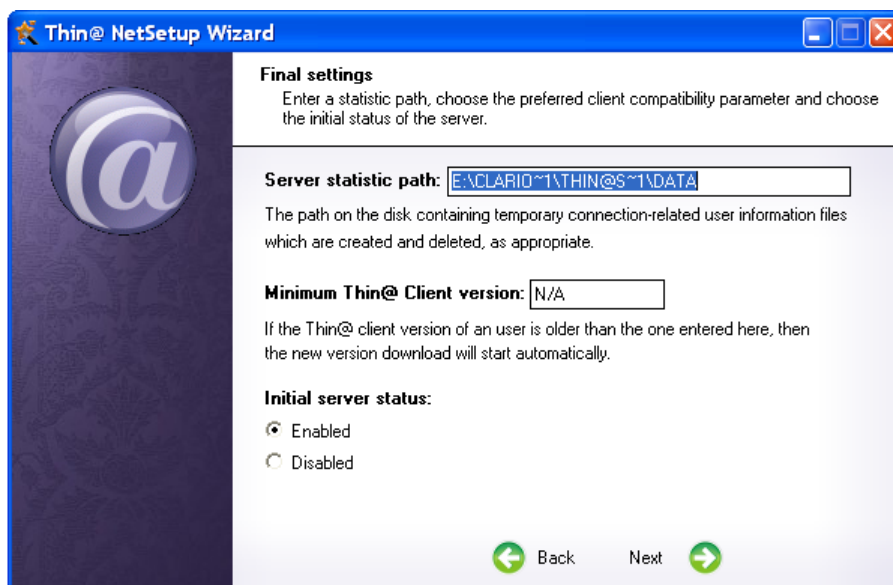 Thin@ NetSetup Wizard
Final settings
Enter a statistic path, choose the preferred client compatibility parameter and choose
the initial status of the server.
Server statistic path: E:\CLARIO~1\THIN@S~1\DATA
The path on the disk containing temporary connection-related user information files
which are created and deleted, as appropriate.
Minimum Thin@ Client version: N/A
If the Thin@ client version of an user is older than the one entered here, then
the new version download will start automatically.
Initial server status:
Enabled
Disabled
Back Next